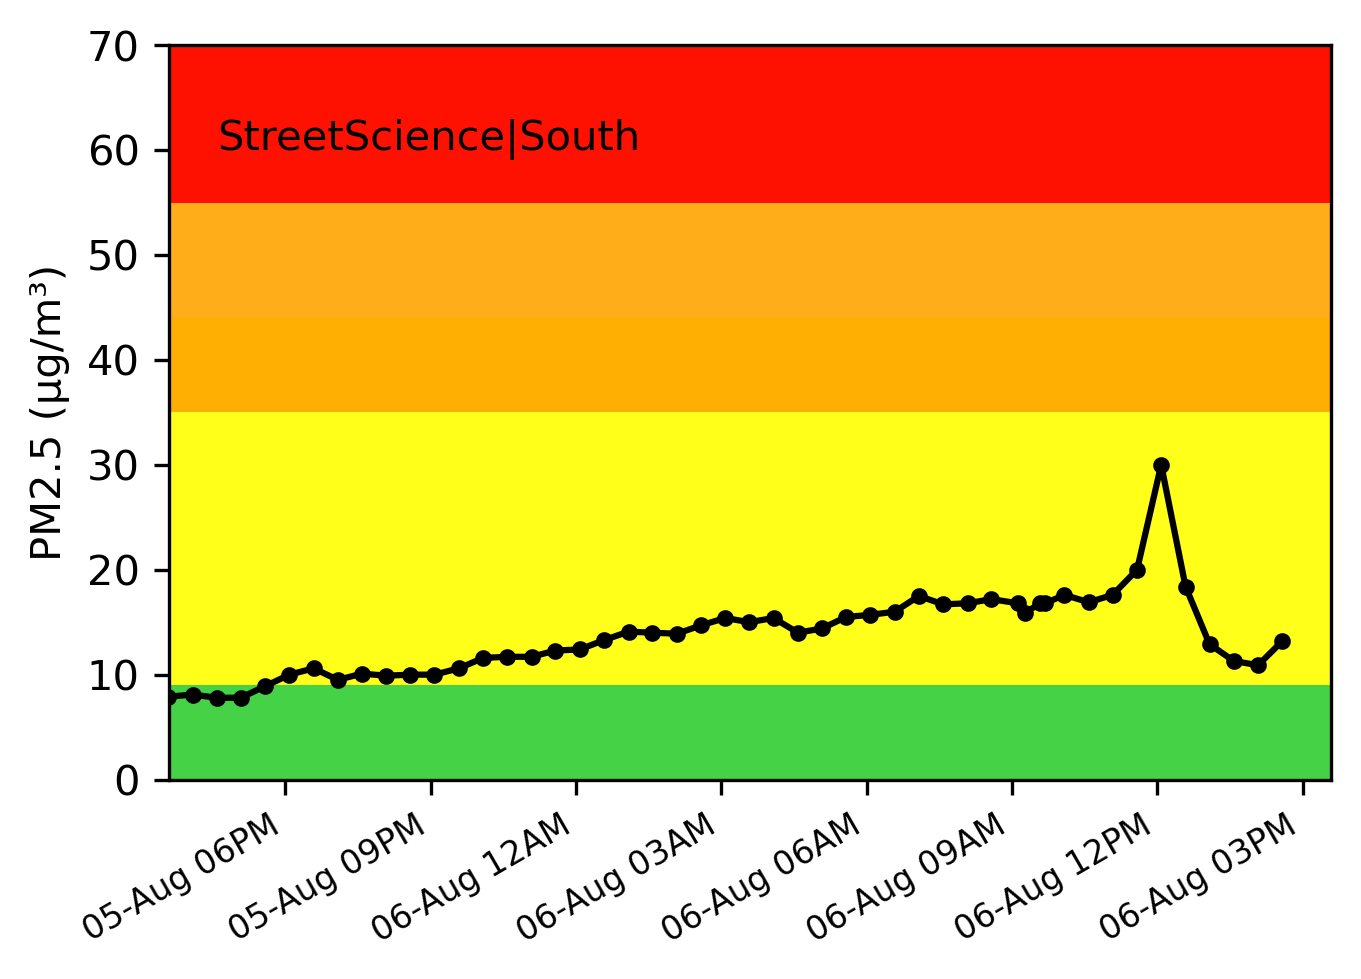 70
60
50
40
30
20
10
0
PM2.5 (µg/m³)
StreetScience|South
05-Aug 06PM
05-Aug 09PM
06-Aug 12AM
06-Aug 03AM
06-Aug 06AM
06-Aug 09AM
06-Aug 12PM
06-Aug 03PM